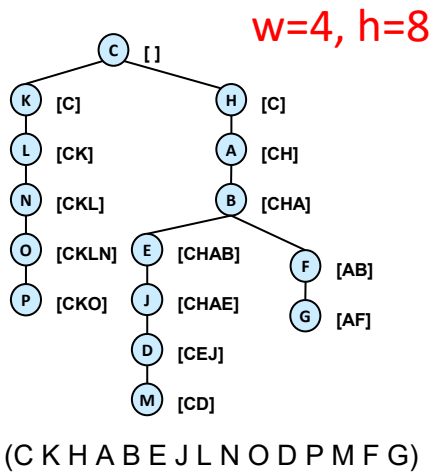 w=4, h=8
C []
K [C] H [C]
L [CK] A [CH]
N [CKL] B [CHA]
O [CKLN] E [CHAB] F [AB]
P [CKO] J [CHAE] G [AF]
D [CEJ]
M [CD]
(C K H A B E J L N O D P M F G)